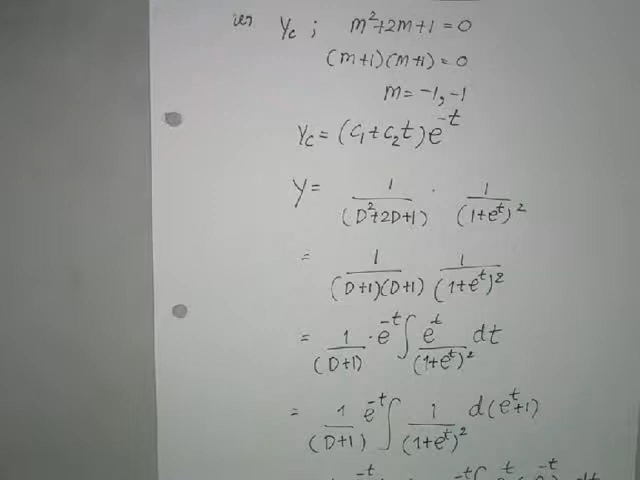 Yc ; m²+2m+1=0
(m+1)(m+1)=0
m=-1,-1
Yc=(C₁+C₂t)e^-t
Y= 1/(D²+2D+1) · 1/(1+e^t)²
= 1/(D+1)(D+1) 1/(1+e^t)²
= 1/(D+1) · e^-t ∫ e^t/(1+e^t)² dt
= 1/(D+1) e^-t ∫ 1/(1+e^t)² d(e^t+1)